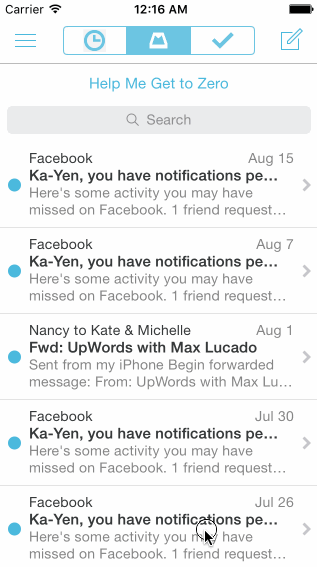 Carrier 12:16 AM
Help Me Get to Zero
Search
Facebook Aug 15
Ka-Yen, you have notifications pe...
Here's some activity you may have
missed on Facebook. 1 friend request...
Facebook Aug 7
Ka-Yen, you have notifications pe...
Here's some activity you may have
missed on Facebook. 1 friend request...
Nancy to Kate & Michelle Aug 1
Fwd: UpWords with Max Lucado
Sent from my iPhone Begin forwarded
message: From: UpWords with Max Lu...
Facebook Jul 30
Ka-Yen, you have notifications pe...
Here's some activity you may have
missed on Facebook. 1 friend request...
Facebook Jul 26
Ka-Yen, you have notifications pe...
Here's some activity you may have
missed on Facebook. 1 friend request...